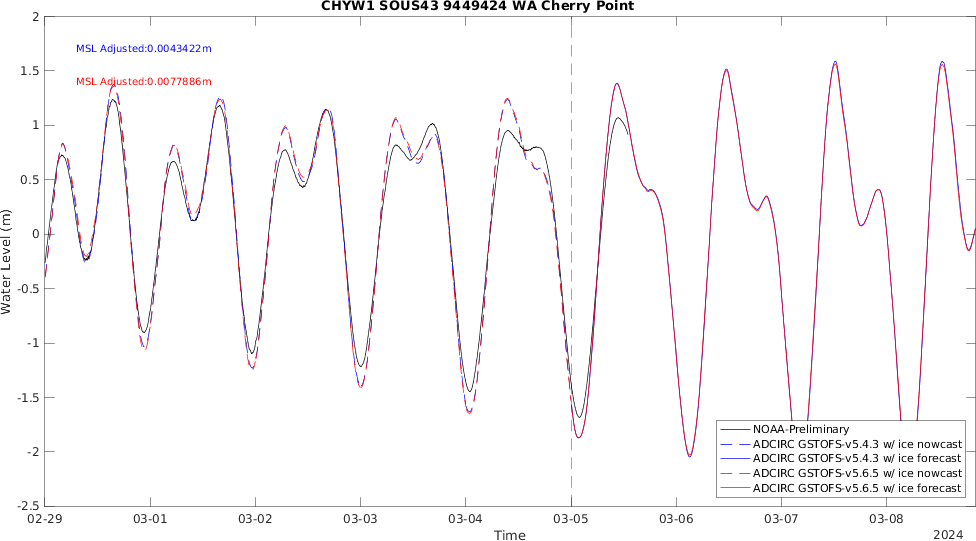 CHYW1 SOUS43 9449424 WA Cherry Point
MSL Adjusted:0.0043422m
MSL Adjusted:0.0077886m
Water Level (m)
2
1.5
1
0.5
0
-0.5
-1
-1.5
-2
-2.5
NOAA-Preliminary
ADCIRC GSTOFS-v5.4.3 w/ ice nowcast
ADCIRC GSTOFS-v5.4.3 w/ ice forecast
ADCIRC GSTOFS-v5.6.5 w/ ice nowcast
ADCIRC GSTOFS-v5.6.5 w/ ice forecast
02-29 03-01 03-02 03-03 03-04 03-05 03-06 03-07 03-08
Time
2024